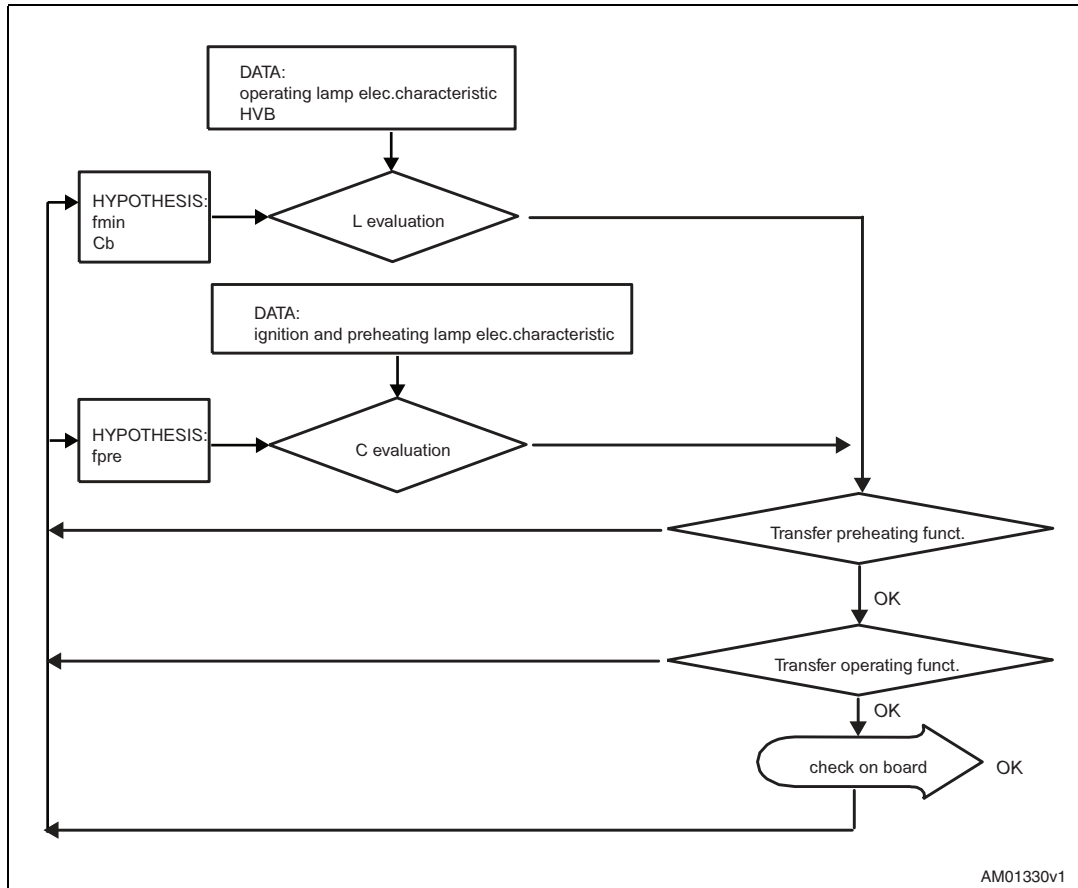 DATA:
operating lamp elec.characteristic
HVB
HYPOTHESIS:
fmin
Cb
L evaluation
DATA:
ignition and preheating lamp elec.characteristic
HYPOTHESIS:
fpre
C evaluation
Transfer preheating funct.
OK
Transfer operating funct.
OK
check on board
OK
AM01330v1